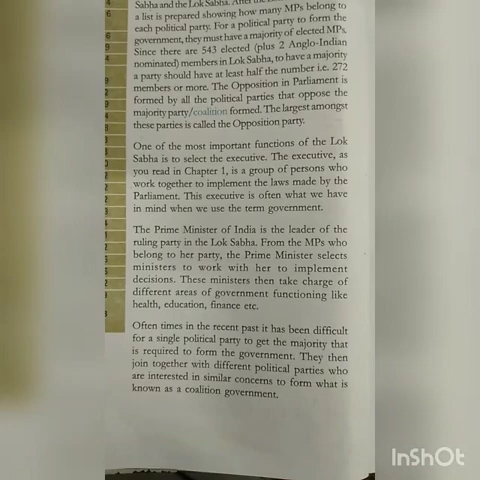 Sabha and the Lok Sabha. After the
a list is prepared showing how many MPs belong to
each political party. For a political party to form the
government, they must have a majority of elected MPs.
Since there are 543 elected (plus 2 Anglo-Indian
nominated) members in Lok Sabha, to have a majority
a party should have at least half the number i.e. 272
members or more. The Opposition in Parliament is
formed by all the political parties that oppose the
majority party/coalition formed. The largest amongst
these parties is called the Opposition party.
One of the most important functions of the Lok
Sabha is to select the executive. The executive, as
you read in Chapter 1, is a group of persons who
work together to implement the laws made by the
Parliament. This executive is often what we have
in mind when we use the term government.
The Prime Minister of India is the leader of the
ruling party in the Lok Sabha. From the MPs who
belong to her party, the Prime Minister selects
ministers to work with her to implement
decisions. These ministers then take charge of
different areas of government functioning like
health, education, finance etc.
Often times in the recent past it has been difficult
for a single political party to get the majority that
is required to form the government. They then
join together with different political parties who
are interested in similar concerns to form what is
known as a coalition government.
InShOt